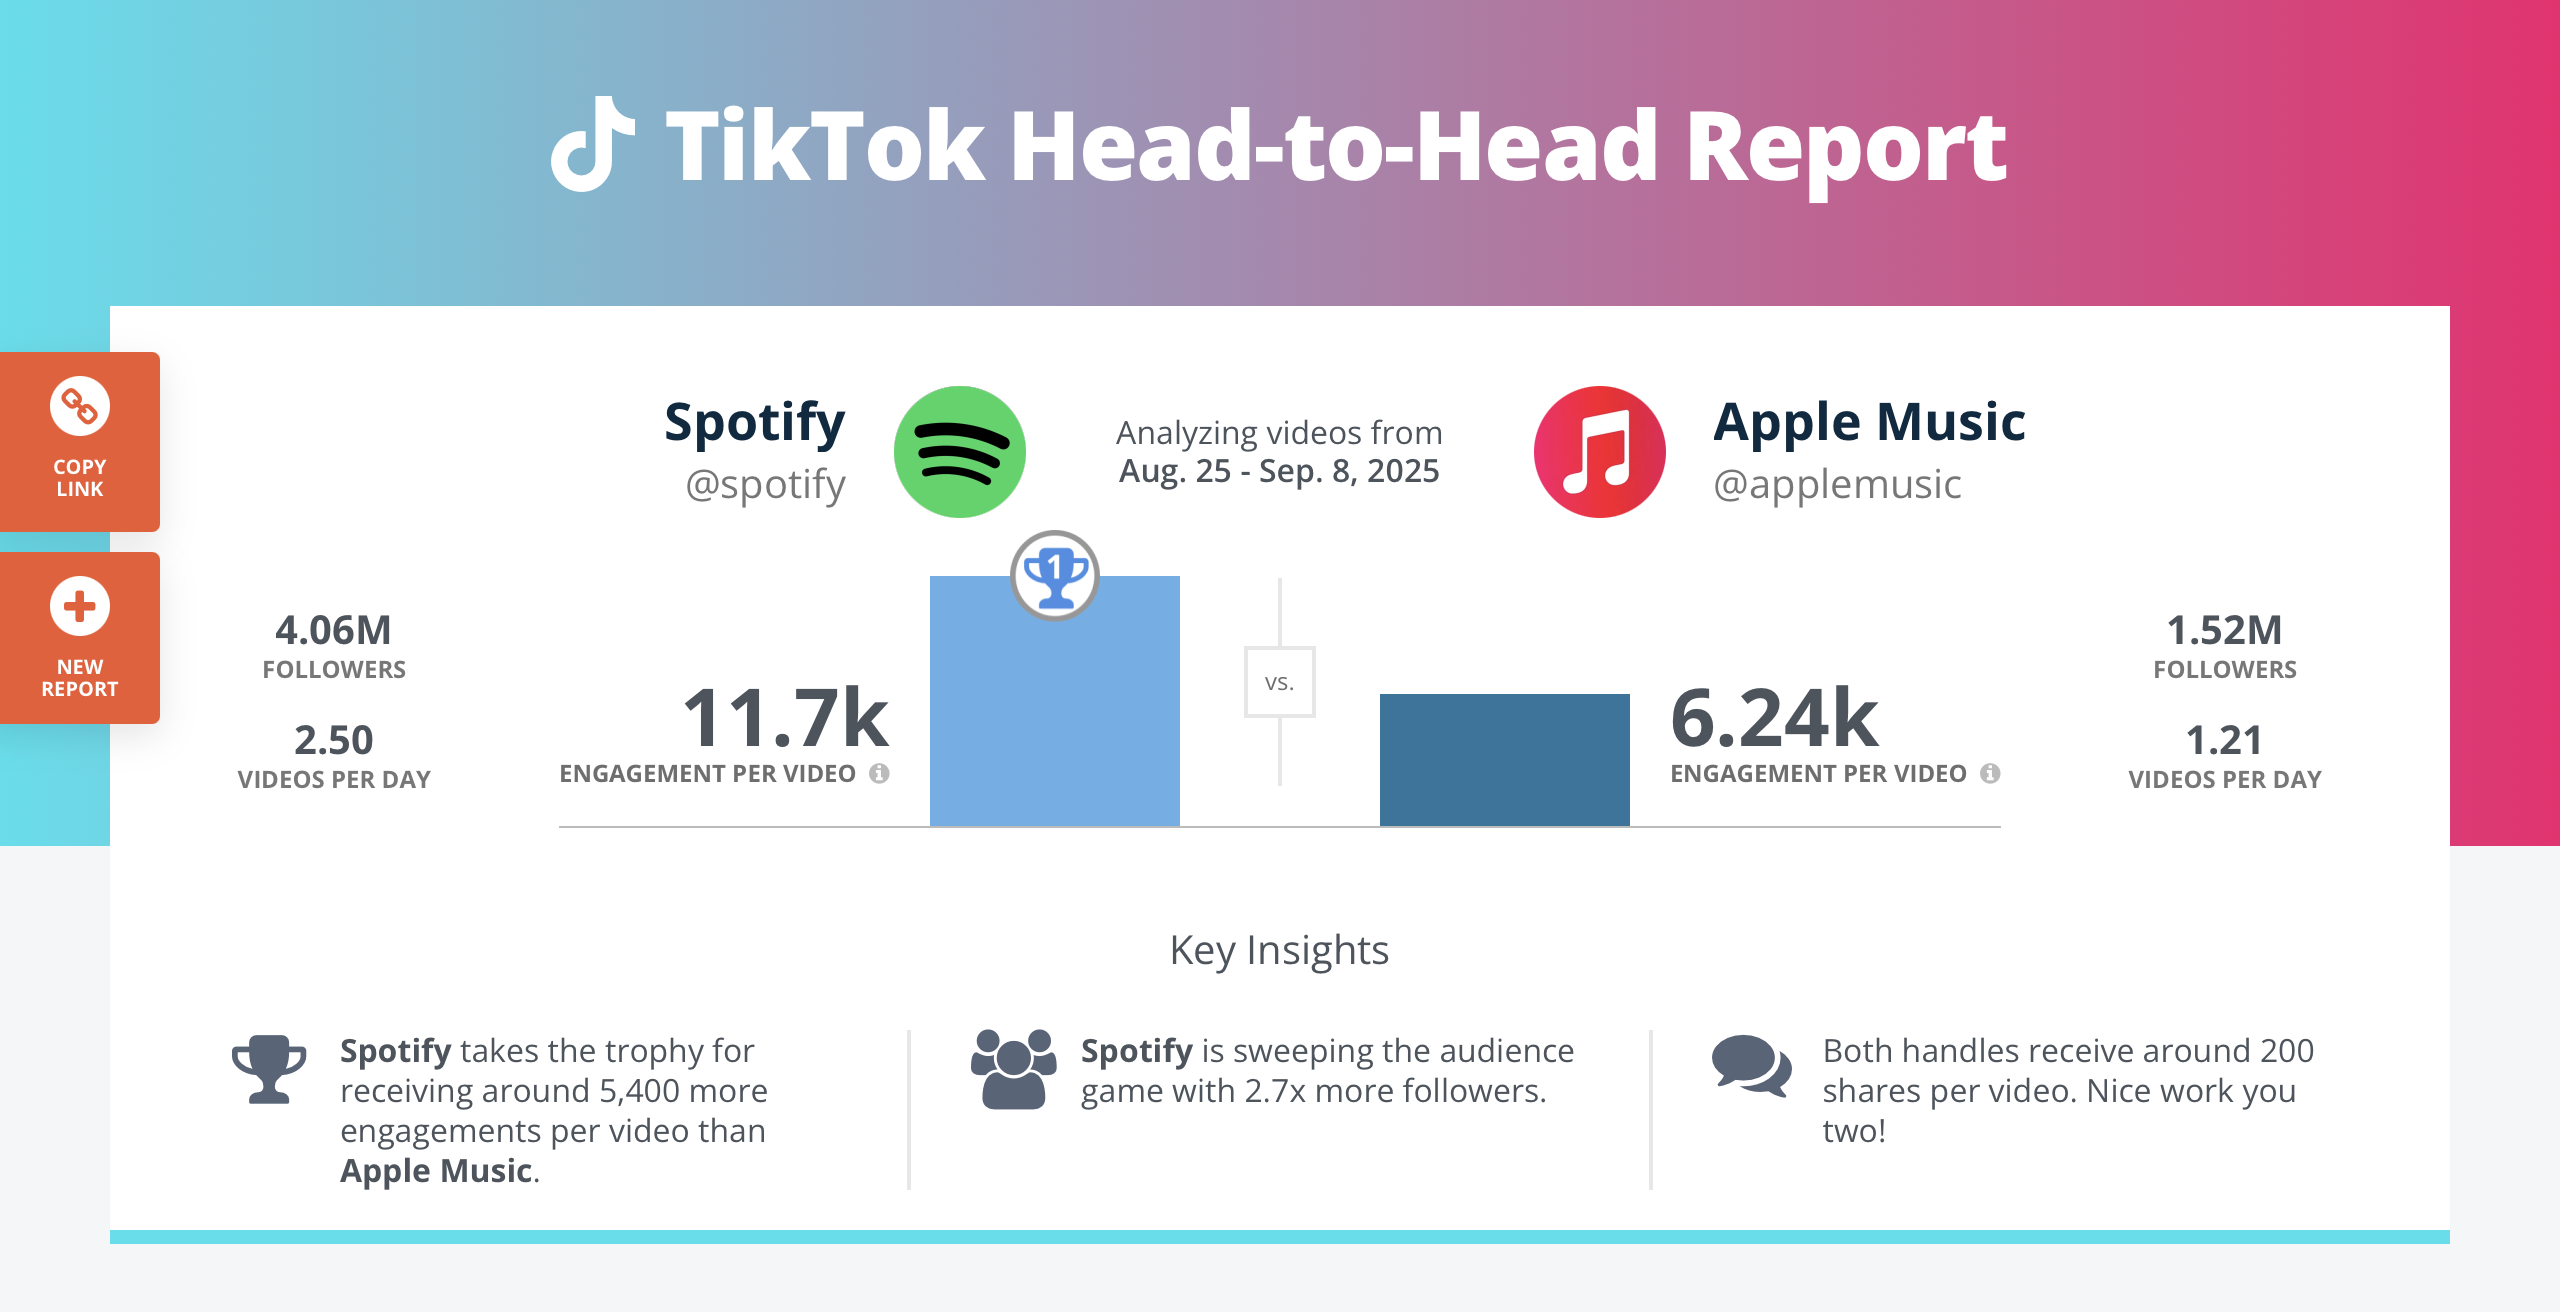 TikTok Head-to-Head Report
COPY
LINK
NEW
REPORT
Spotify
@spotify
Analyzing videos from
Aug. 25 - Sep. 8, 2025
Apple Music
@applemusic
4.06M
FOLLOWERS
2.50
VIDEOS PER DAY
11.7k
ENGAGEMENT PER VIDEO
1
vs.
6.24k
ENGAGEMENT PER VIDEO
1.52M
FOLLOWERS
1.21
VIDEOS PER DAY
Key Insights
Spotify takes the trophy for
receiving around 5,400 more
engagements per video than
Apple Music.
Spotify is sweeping the audience
game with 2.7x more followers.
Both handles receive around 200
shares per video. Nice work you
two!